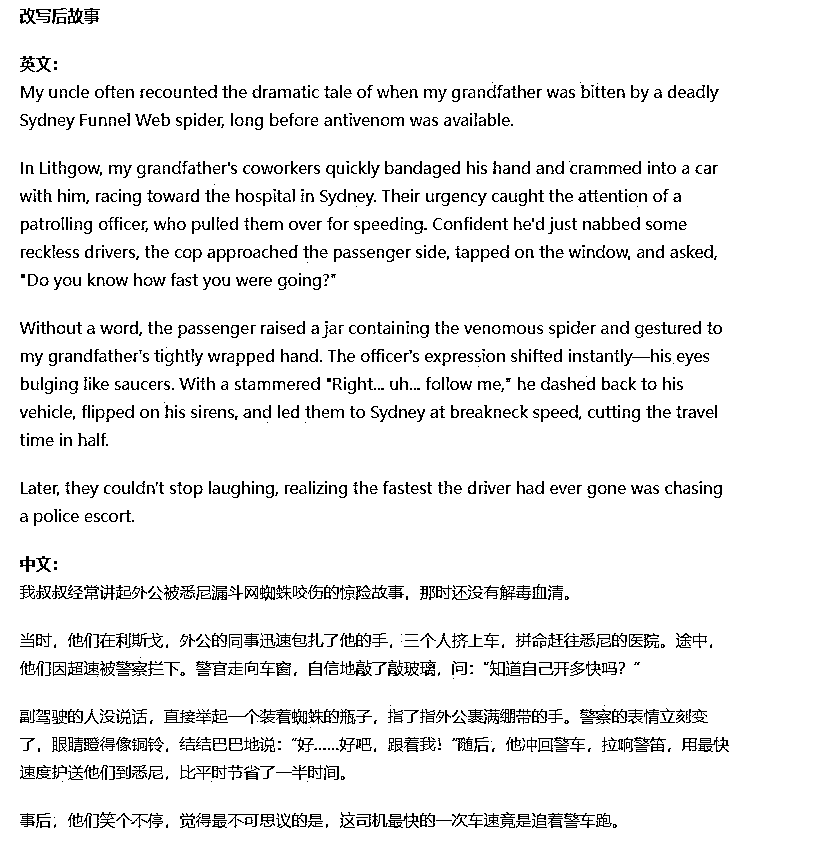 改写后故事
英文：
My uncle often recounted the dramatic tale of when my grandfather was bitten by a deadly
Sydney Funnel Web spider, long before antivenom was available.
In Lithgow, my grandfather's coworkers quickly bandaged his hand and crammed into a car
with him, racing toward the hospital in Sydney. Their urgency caught the attention of a
patrolling officer, who pulled them over for speeding. Confident he'd just nabbed some
reckless drivers, the cop approached the passenger side, tapped on the window, and asked,
"Do you know how fast you were going?"
Without a word, the passenger raised a jar containing the venomous spider and gestured to
my grandfather's tightly wrapped hand. The officer's expression shifted instantly—his eyes
bulging like saucers. With a stammered "Right... uh... follow me," he dashed back to his
vehicle, flipped on his sirens, and led them to Sydney at breakneck speed, cutting the travel
time in half.
Later, they couldn't stop laughing, realizing the fastest the driver had ever gone was chasing
a police escort.
中文：
我叔叔经常讲起外公被悉尼漏斗网蜘蛛咬伤的惊险故事，那时还没有解毒血清。
当时，他们在利斯戈，外公的同事迅速包扎了他的手，三个人挤上车，拼命赶往悉尼的医院。途中，
他们因超速被警察拦下。警官走向车窗，自信地敲了敲玻璃，问：“知道自己开多快吗？”
副驾驶的人没说话，直接举起一个装着蜘蛛的瓶子，指了指外公裹满绷带的手。警察的表情立刻变
了，眼睛瞪得像铜铃，结结巴巴地说：“好……好吧，跟着我！”随后，他冲回警车，拉响警笛，用最快
速度护送他们到悉尼，比平时节省了一半时间。
事后，他们笑个不停，觉得最不可思议的是，这司机最快的一次车速竟是追着警车跑。